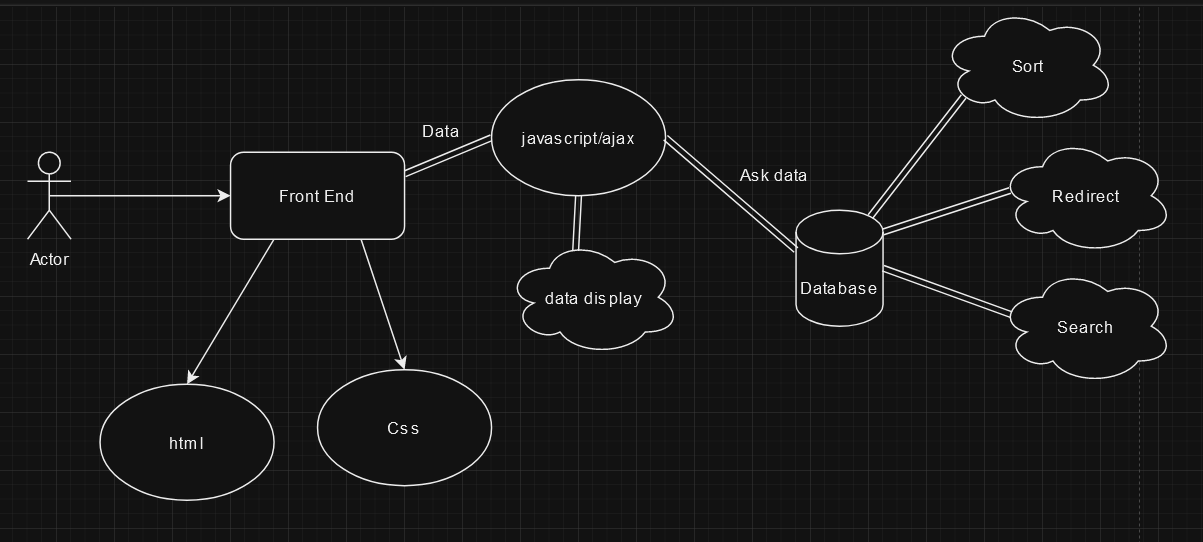 Sort
Data
javascript/ajax
Ask data
Front End
Redirect
Actor
data display
Database
Search
html
Css